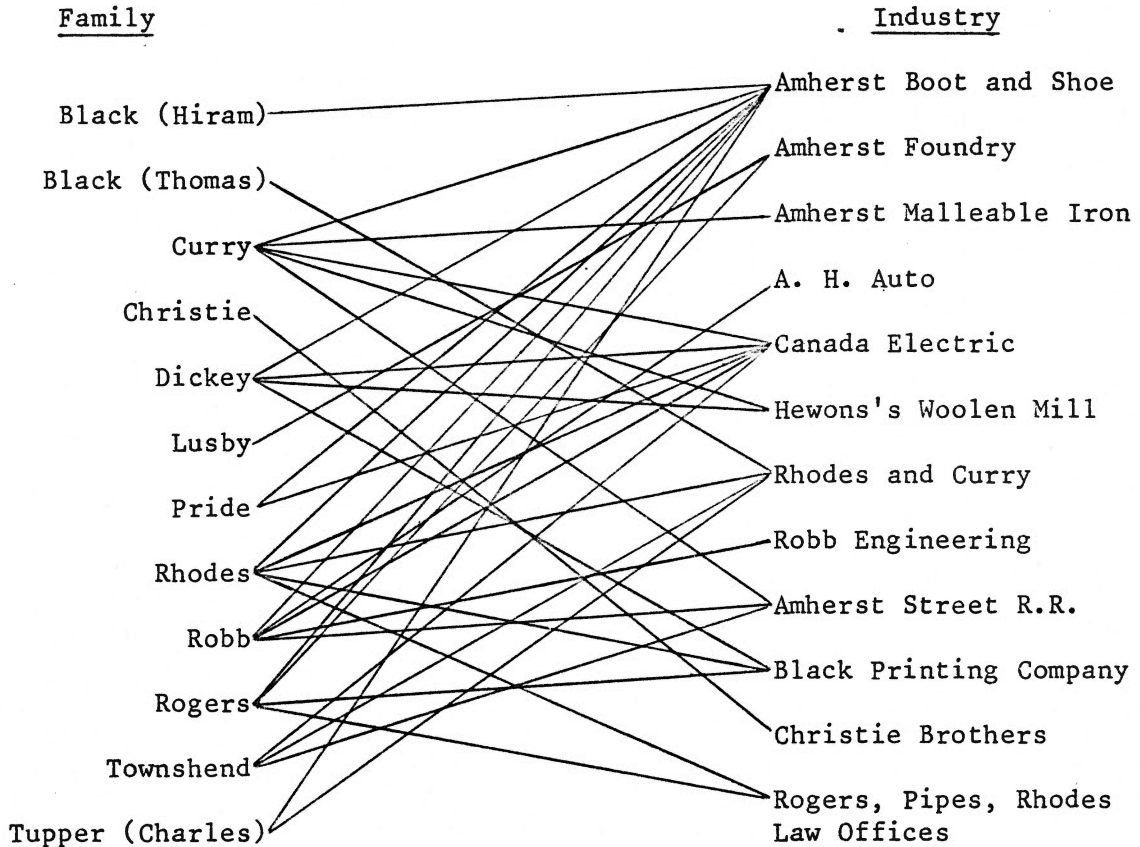 Family
Industry
Black (Hiram)
Black (Thomas)
Curry
Christie
Dickey
Lusby
Pride
Rhodes
Robb
Rogers
Townshend
Tupper (Charles)
Amherst Boot and Shoe
Amherst Foundry
Amherst Malleable Iron
A. H. Auto
Canada Electric
Hewons's Woolen Mill
Rhodes and Curry
Robb Engineering
Amherst Street R.R.
Black Printing Company
Christie Brothers
Rogers, Pipes, Rhodes
Law Offices